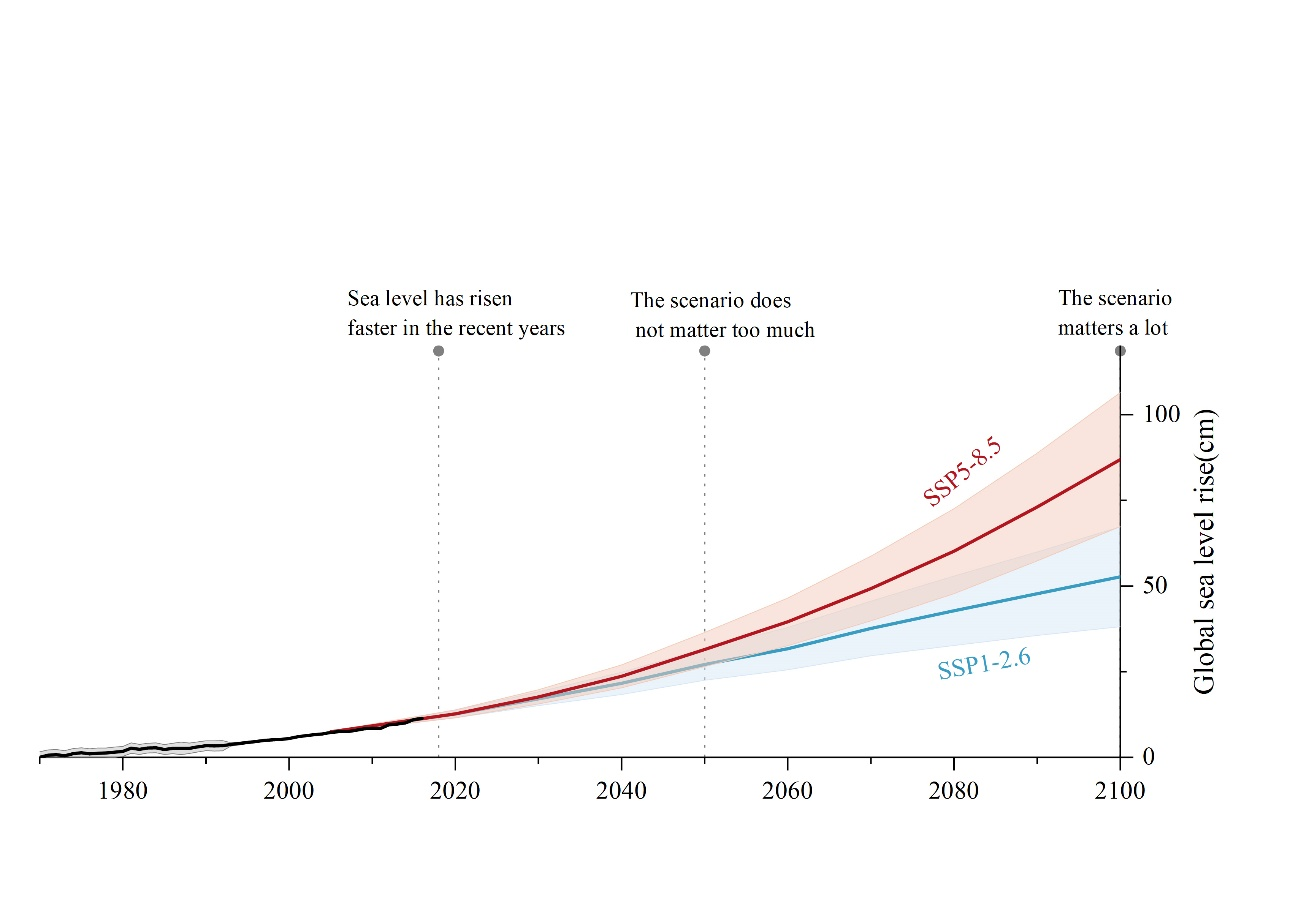 Sea level has risen
faster in the recent years
The scenario does
not matter too much
The scenario
matters a lot
SSP5-8.5
SSP1-2.6
100
50
0
Global sea level rise(cm)
1980
2000
2020
2040
2060
2080
2100